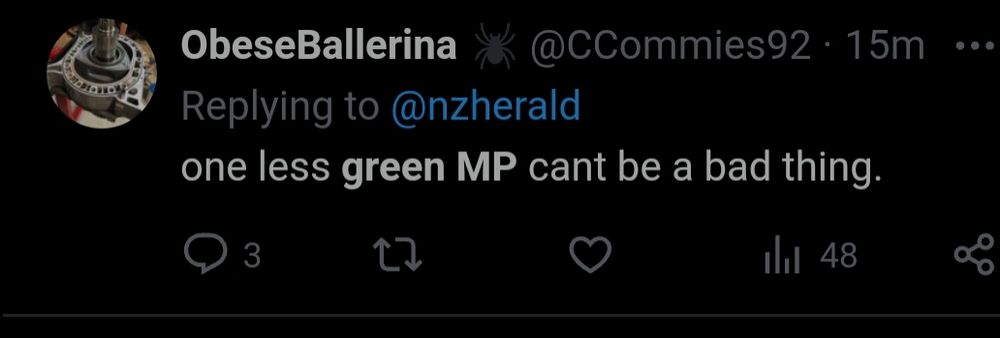 ObeseBallerina 🕷 @CCommies92 · 15m
Replying to @nzherald
one less green MP cant be a bad thing.
3 48